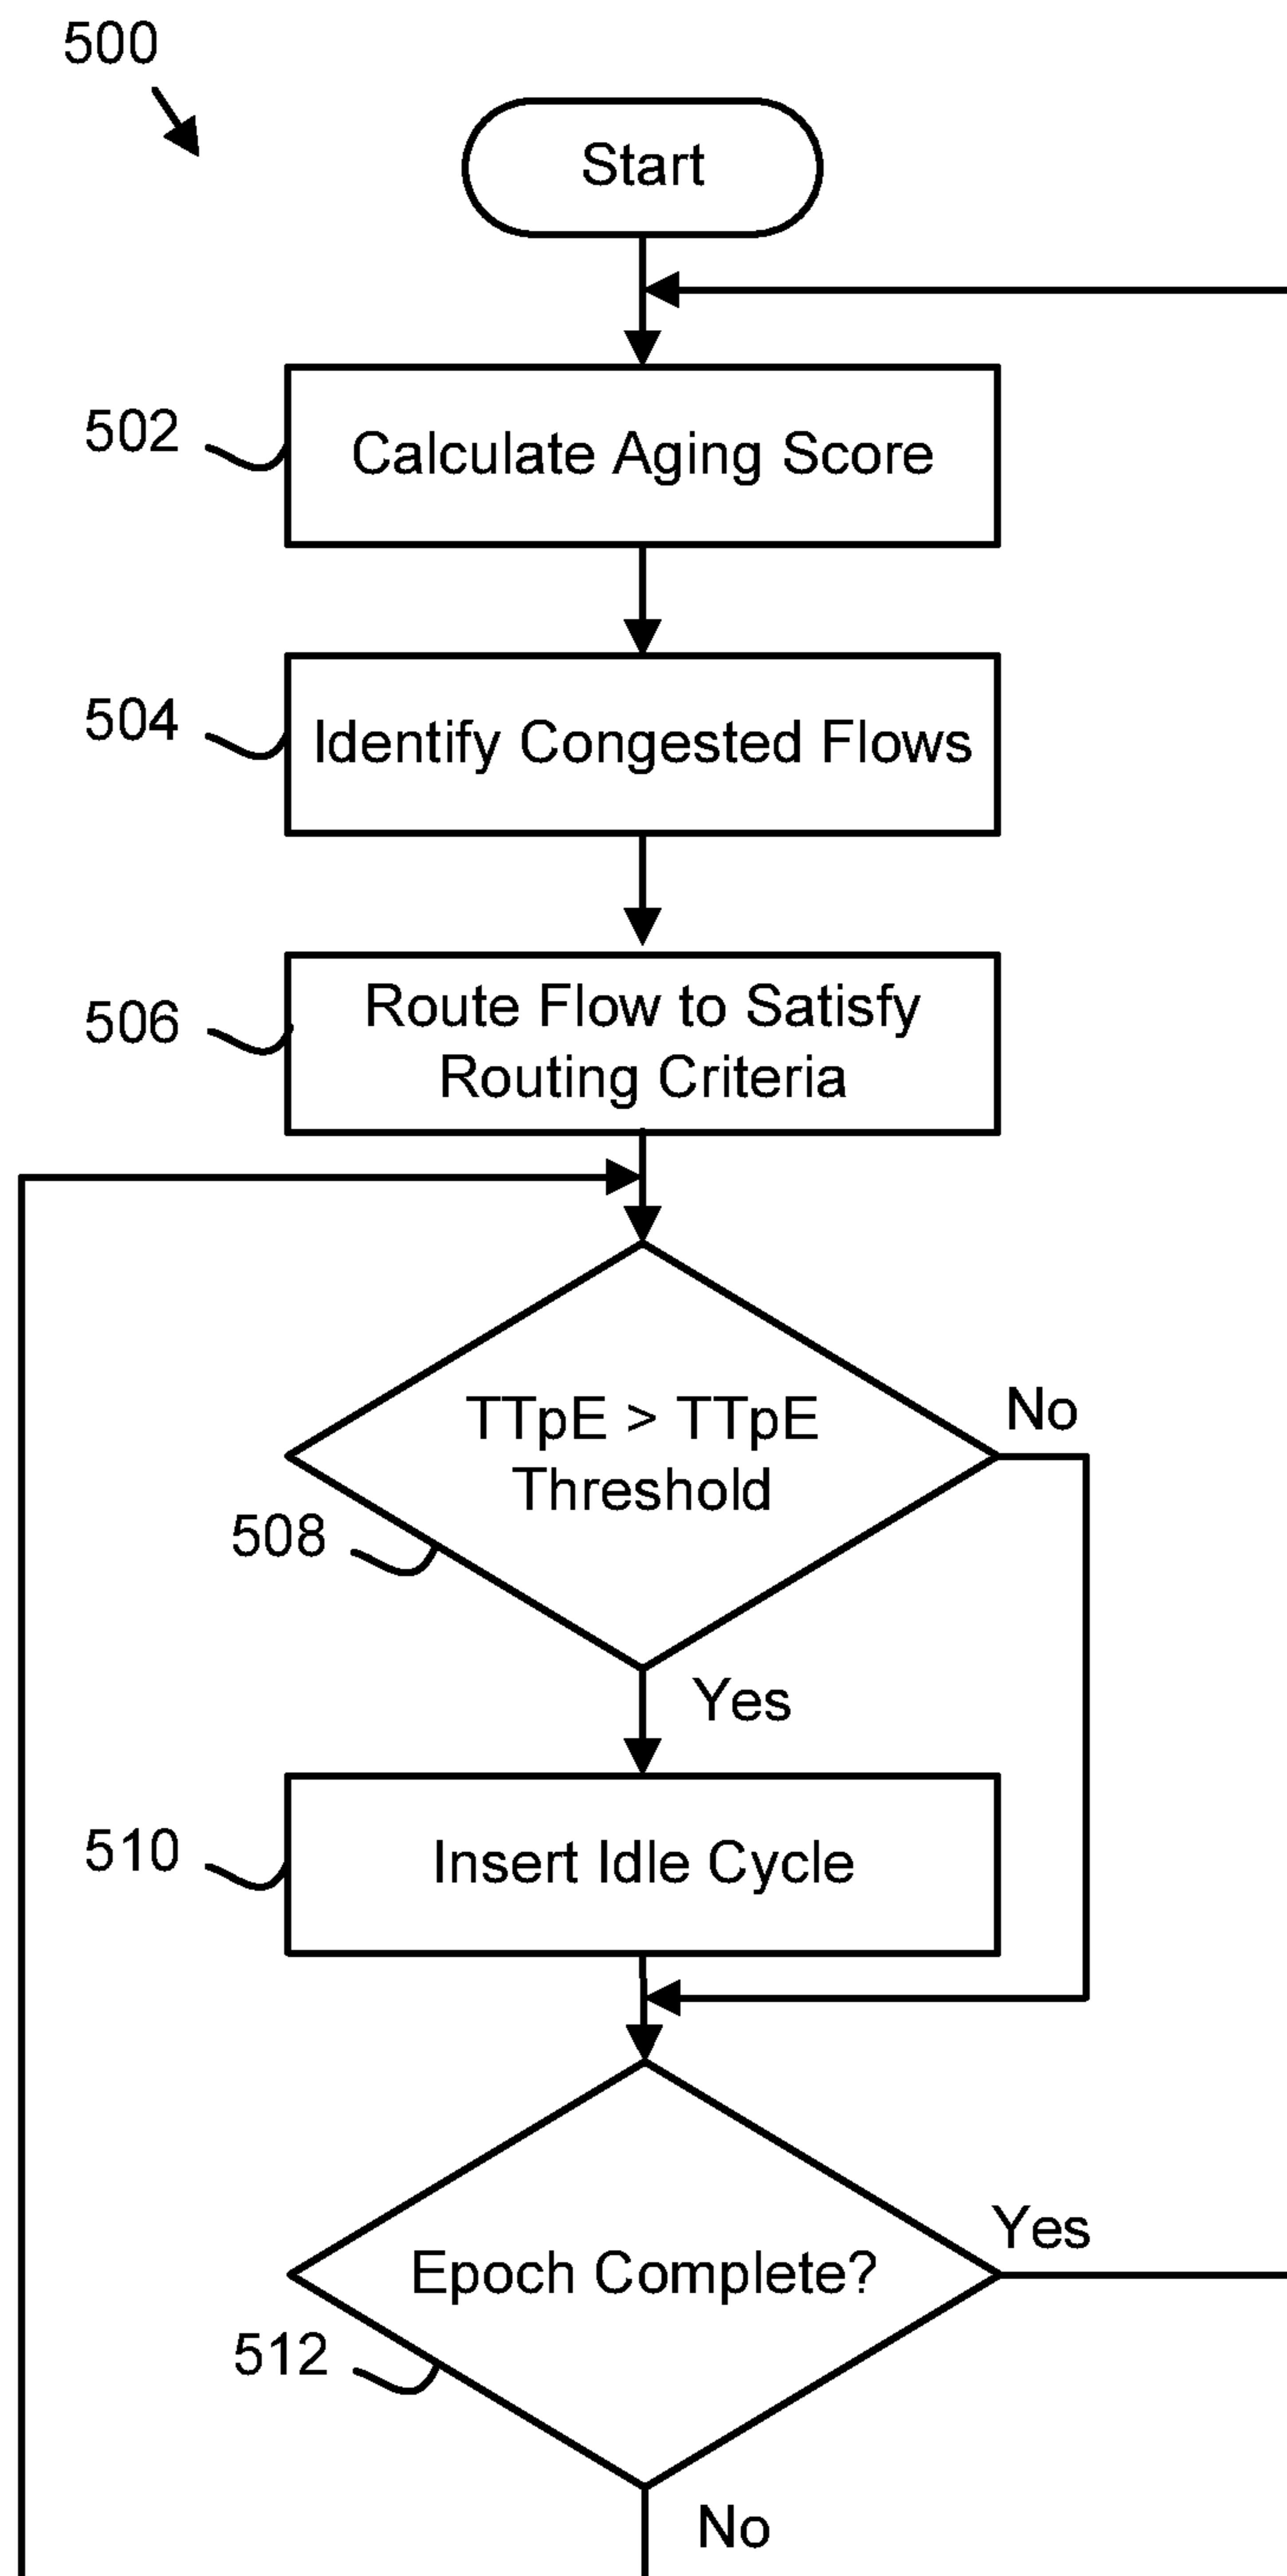 500
Start
502
Calculate Aging Score
504
Identify Congested Flows
506
Route Flow to Satisfy
Routing Criteria
TTpE > TTpE
Threshold
No
508
Yes
510
Insert Idle Cycle
Yes
Epoch Complete?
512
No